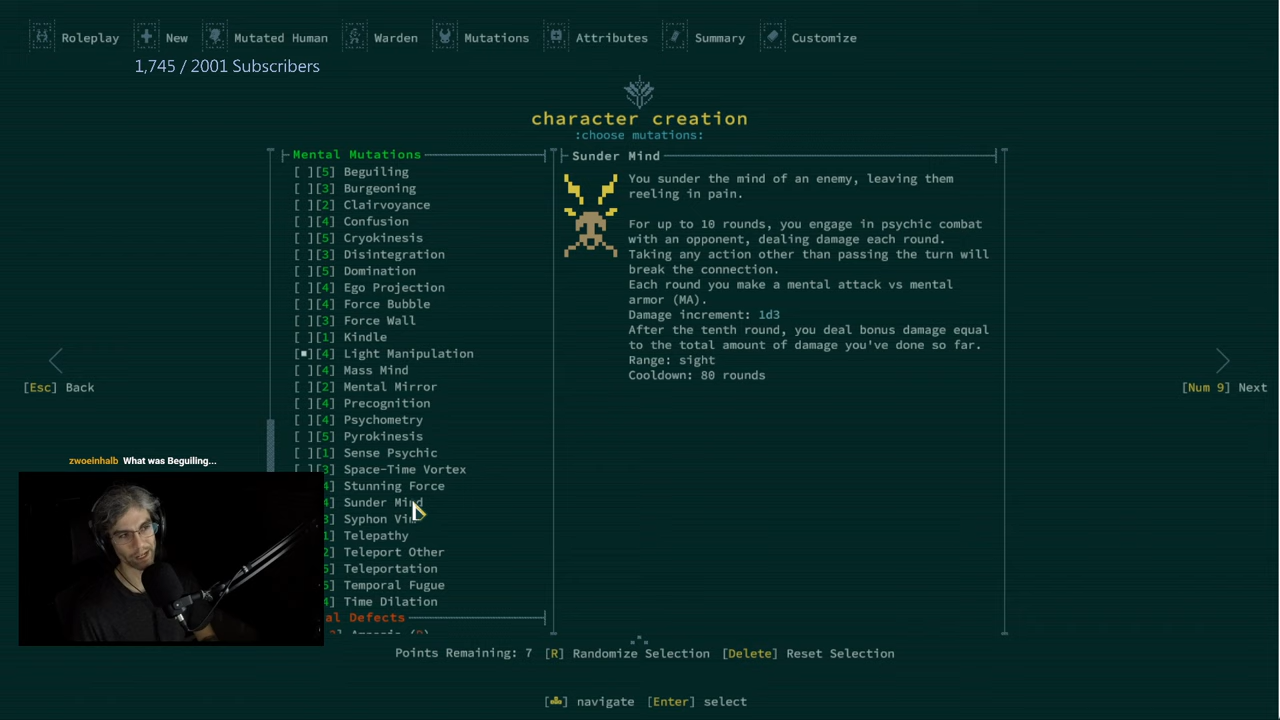 Roleplay New Mutated Human Warden Mutations Attributes Summary Customize
1,745 / 2001 Subscribers
character creation
:choose mutations:
Mental Mutations
[ ][5] Beguiling
[ ][3] Burgeoning
[ ][2] Clairvoyance
[ ][4] Confusion
[ ][5] Cryokinesis
[ ][3] Disintegration
[ ][5] Domination
[ ][4] Ego Projection
[ ][4] Force Bubble
[ ][3] Force Wall
[ ][1] Kindle
[■][4] Light Manipulation
[ ][4] Mass Mind
[ ][2] Mental Mirror
[ ][4] Precognition
[ ][4] Psychometry
[ ][5] Pyrokinesis
[ ][1] Sense Psychic
[ ][3] Space-Time Vortex
Stunning Force
Sunder Mind
Syphon Vim
Telepathy
Teleport Other
Teleportation
Temporal Fugue
Time Dilation
al Defects
Sunder Mind
You sunder the mind of an enemy, leaving them
reeling in pain.
For up to 10 rounds, you engage in psychic combat
with an opponent, dealing damage each round.
Taking any action other than passing the turn will
break the connection.
Each round you make a mental attack vs mental
armor (MA).
Damage increment: 1d3
After the tenth round, you deal bonus damage equal
to the total amount of damage you've done so far.
Range: sight
Cooldown: 80 rounds
[Esc] Back
[Num 9] Next
zwoeinhalb What was Beguiling...
Points Remaining: 7 [R] Randomize Selection [Delete] Reset Selection
navigate [Enter] select